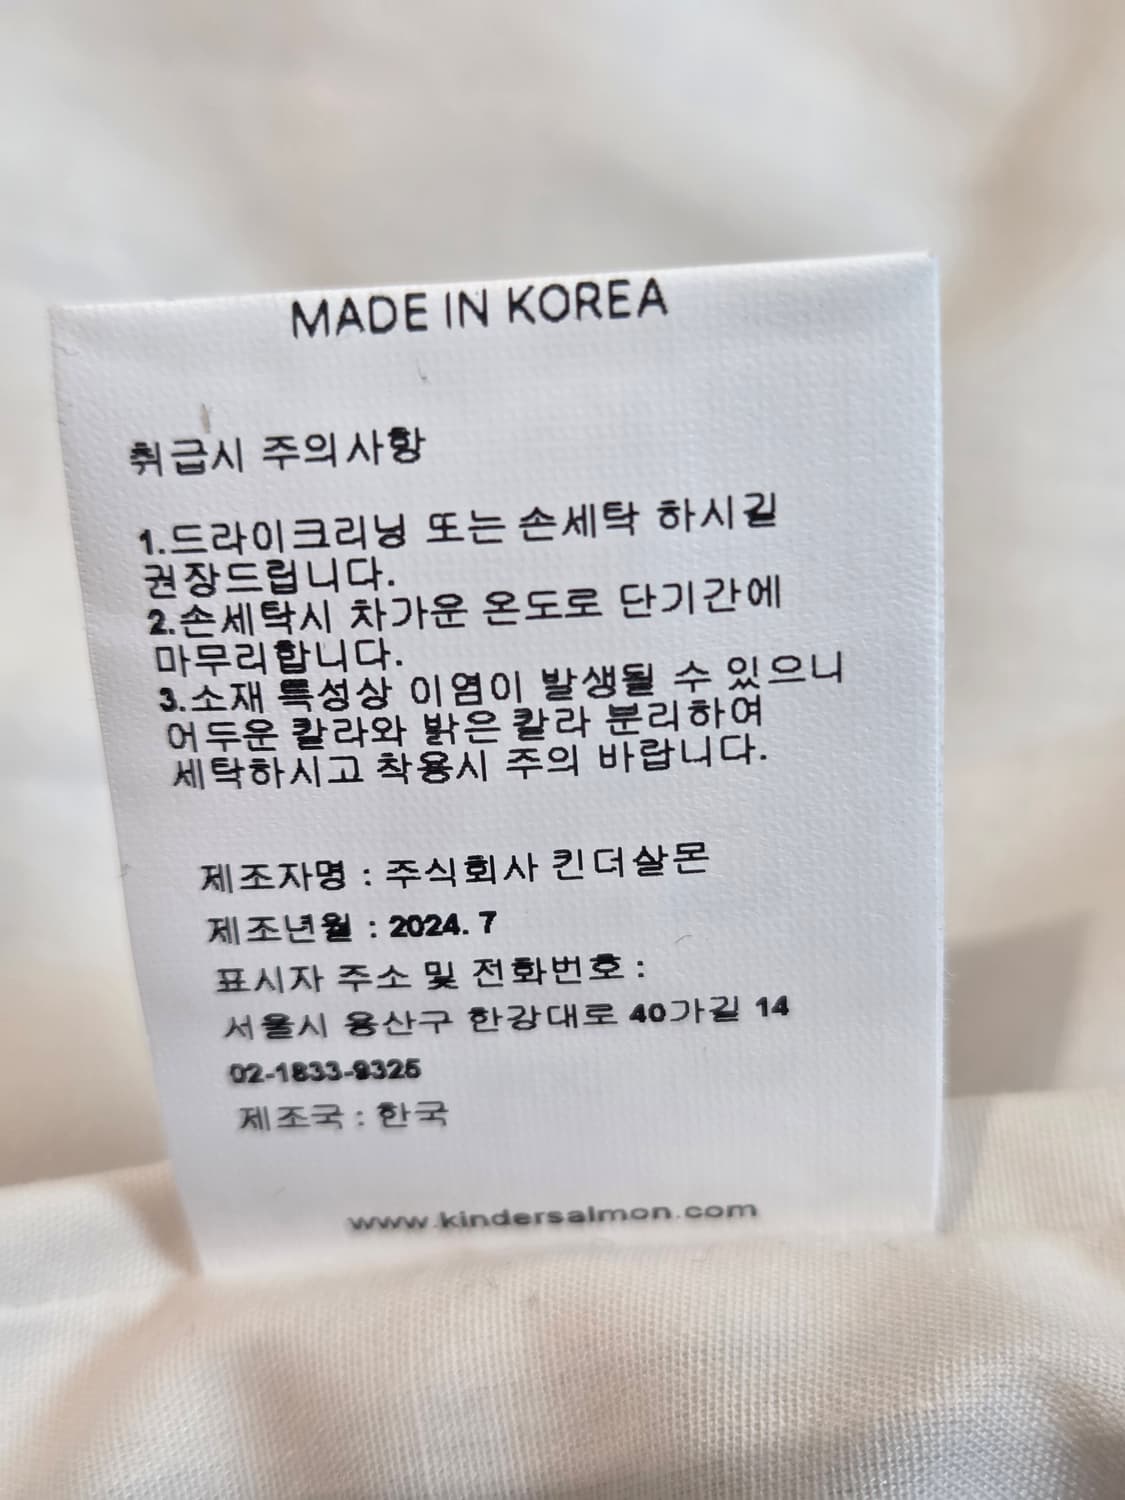 MADE IN KOREA
취급시 주의사항
1.드라이크리닝 또는 손세탁 하시길
권장드립니다.
2.손세탁시 차가운 온도로 단기간에
마무리합니다.
3.소재 특성상 이염이 발생될 수 있으니
어두운 칼라와 밝은 칼라 분리하여
세탁하시고 착용시 주의 바랍니다.
제조자명 : 주식회사 킨더살몬
제조년월 : 2024. 7
표시자 주소 및 전화번호 :
서울시 용산구 한강대로 40가길 14
02-1833-9325
제조국 : 한국
www.kindersalmon.com